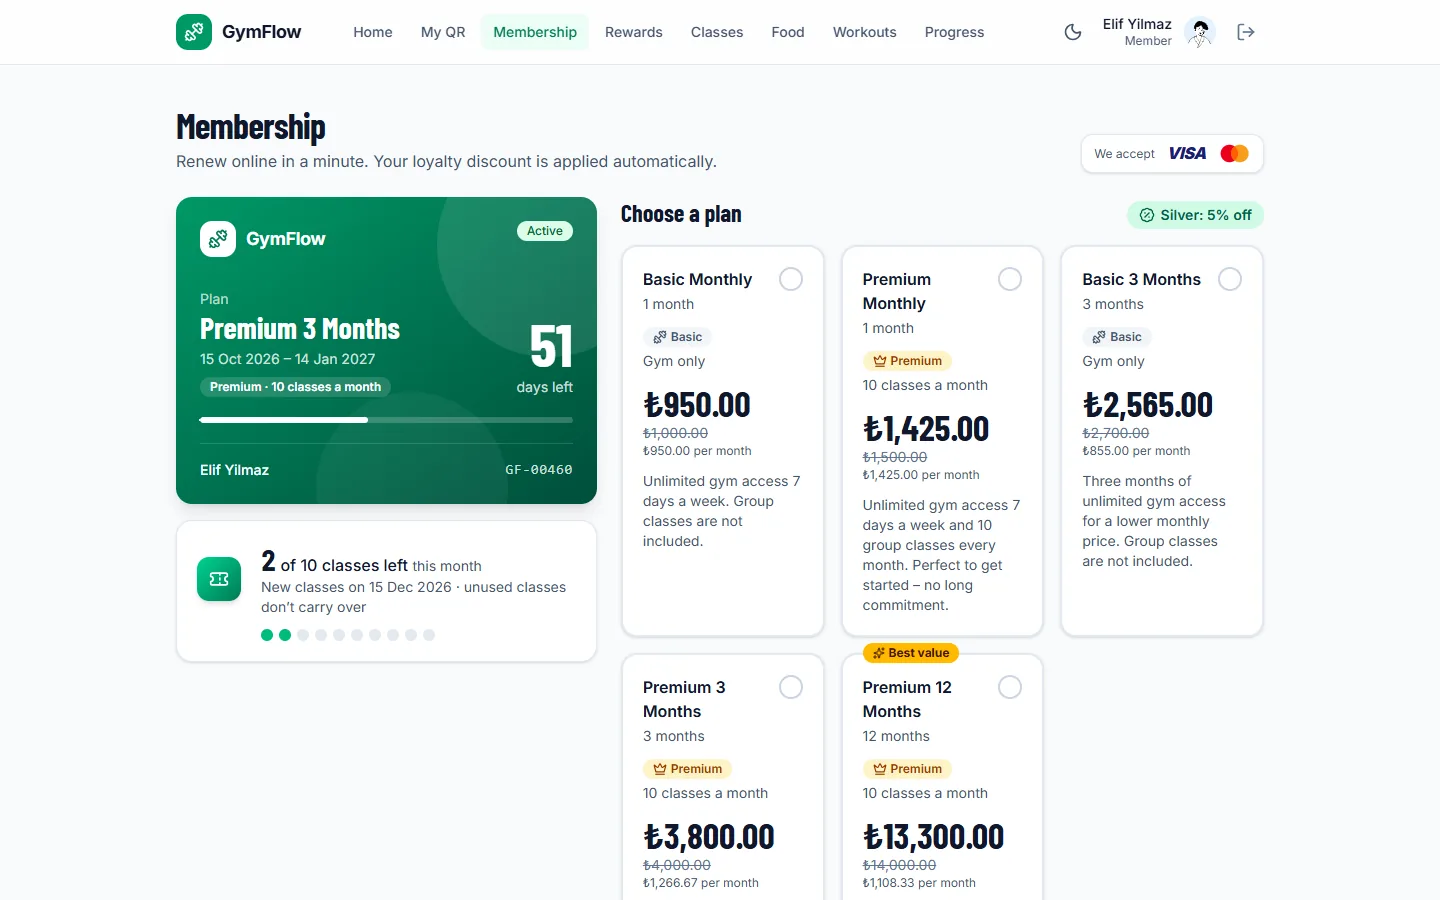 GymFlow
Home
My QR
Membership
Rewards
Classes
Food
Workouts
Progress
Elif Yilmaz
Member
Membership
Renew online in a minute. Your loyalty discount is applied automatically.
We accept
VISA
GymFlow
Active
Plan
Premium 3 Months
15 Oct 2026 – 14 Jan 2027
Premium · 10 classes a month
51
days left
Elif Yilmaz
GF-00460
2 of 10 classes left this month
New classes on 15 Dec 2026 · unused classes
don’t carry over
Choose a plan
Silver: 5% off
Basic Monthly
1 month
Basic
Gym only
₺950.00
₺1,000.00
₺950.00 per month
Unlimited gym access 7
days a week. Group
classes are not
included.
Premium
Monthly
1 month
Premium
10 classes a month
₺1,425.00
₺1,500.00
₺1,425.00 per month
Unlimited gym access 7
days a week and 10
group classes every
month. Perfect to get
started – no long
commitment.
Basic 3 Months
3 months
Basic
Gym only
₺2,565.00
₺2,700.00
₺855.00 per month
Three months of
unlimited gym access
for a lower monthly
price. Group classes
are not included.
Premium 3
Months
3 months
Premium
10 classes a month
₺3,800.00
₺4,000.00
₺1,266.67 per month
Best value
Premium 12
Months
12 months
Premium
10 classes a month
₺13,300.00
₺14,000.00
₺1,108.33 per month